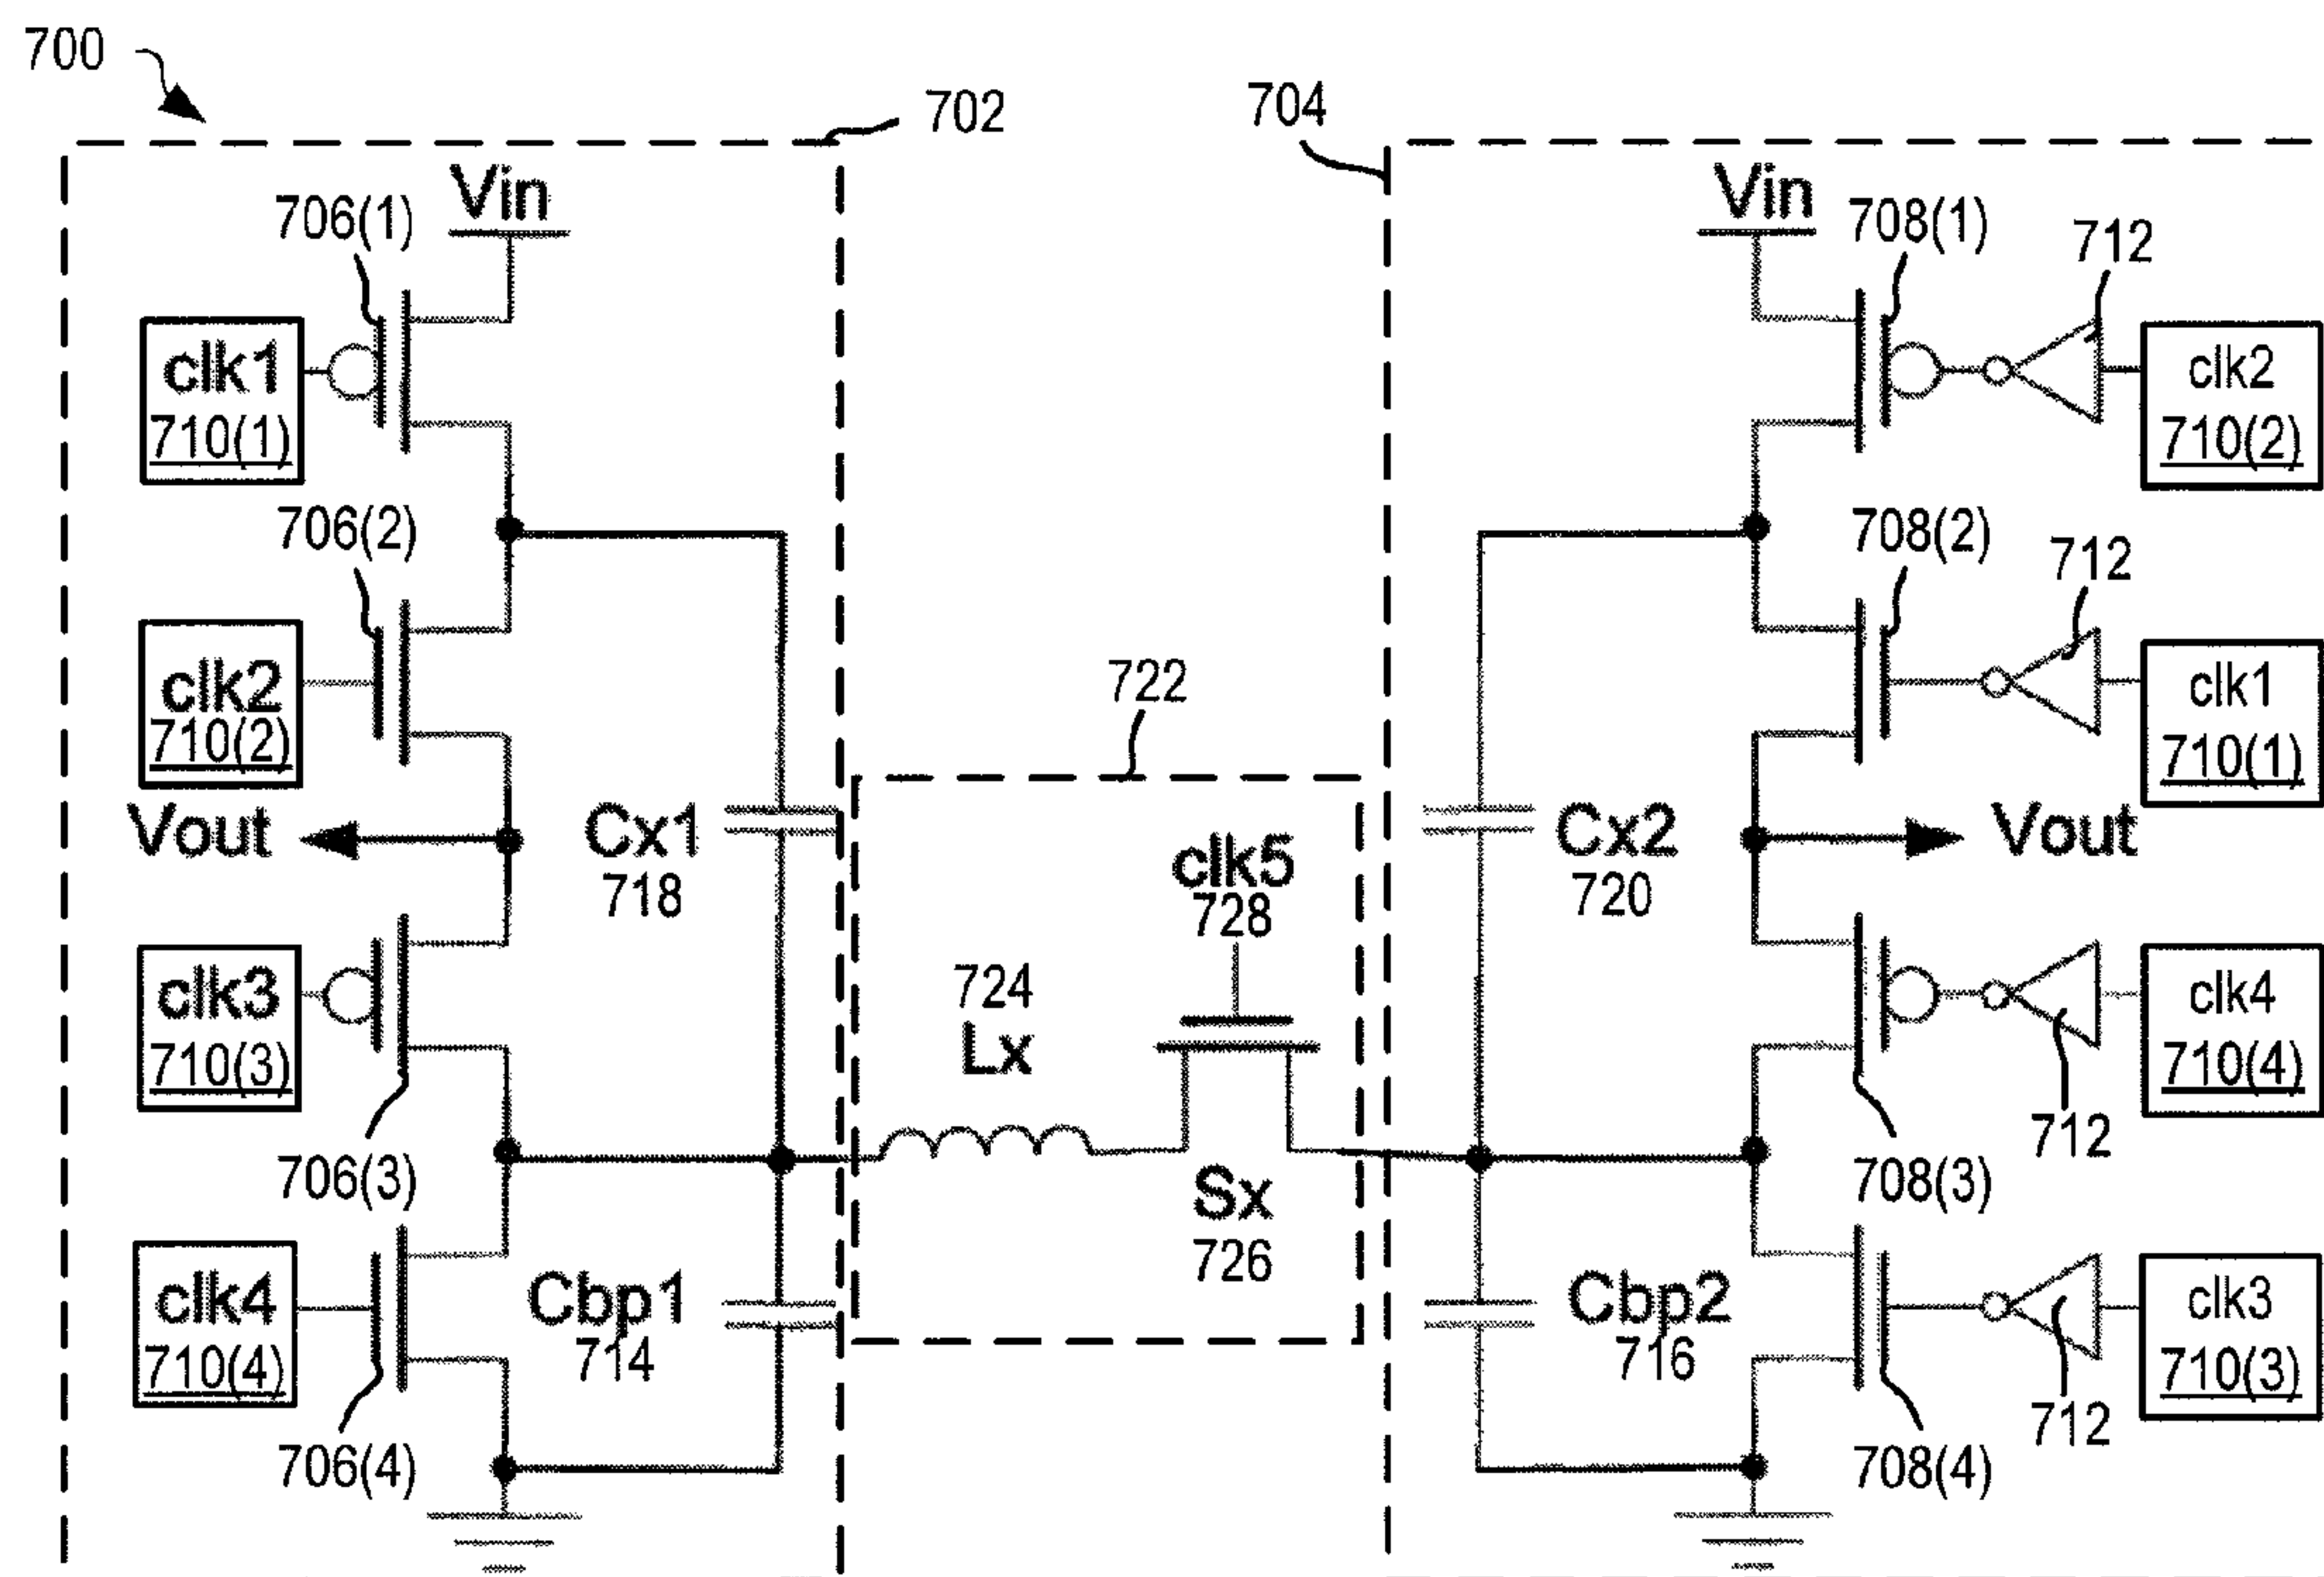 700
702
704
Vin
706(1)
clk1
710(1)
706(2)
clk2
710(2)
Vout
Cx1
718
clk3
710(3)
706(3)
clk4
710(4)
706(4)
Cbp1
714
722
clk5
728
724
Lx
Sx
726
Vin
708(1)
712
clk2
710(2)
708(2)
712
clk1
710(1)
Cx2
720
Vout
clk4
710(4)
712
708(3)
Cbp2
716
clk3
710(3)
712
708(4)